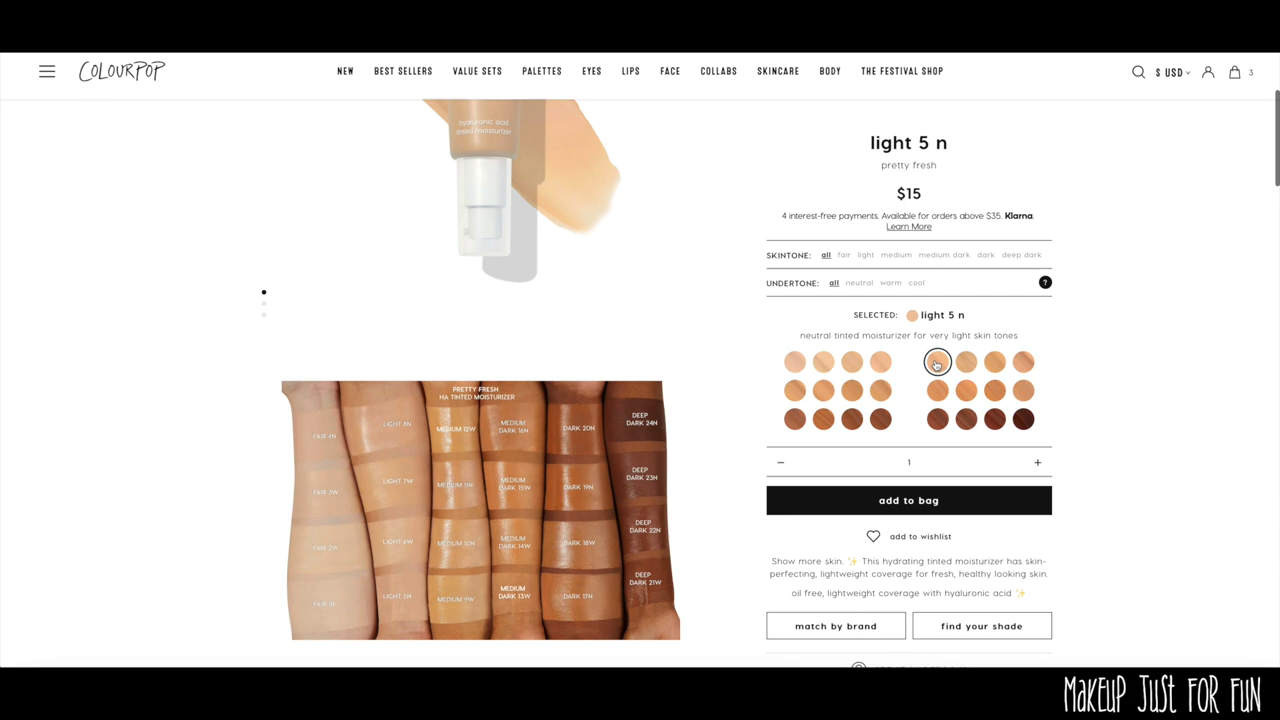 COLOURPOP
NEW BEST SELLERS VALUE SETS PALETTES EYES LIPS FACE COLLABS SKINCARE BODY THE FESTIVAL SHOP
$ USD
3
hyaluronic acid
tinted moisturizer
light 5 n
pretty fresh
$15
4 interest-free payments. Available for orders above $35. Klarna.
Learn More
SKINTONE: all fair light medium medium dark dark deep dark
UNDERTONE: all neutral warm cool ?
SELECTED: light 5 n
neutral tinted moisturizer for very light skin tones
PRETTY FRESH
HA TINTED MOISTURIZER
FAIR 4N
LIGHT 8N
MEDIUM 12W
MEDIUM
DARK 16N
DARK 20N
DEEP
DARK 24N
FAIR 3W
LIGHT 7W
MEDIUM 11N
MEDIUM
DARK 15W
DARK 19N
DEEP
DARK 23N
FAIR 2W
LIGHT 6W
MEDIUM 10N
MEDIUM
DARK 14W
DARK 18W
DEEP
DARK 22N
LIGHT 5N
MEDIUM 9W
MEDIUM
DARK 13W
DARK 17N
DEEP
DARK 21W
− 1 +
add to bag
add to wishlist
Show more skin. ✨ This hydrating tinted moisturizer has skin-
perfecting, lightweight coverage for fresh, healthy looking skin.
oil free, lightweight coverage with hyaluronic acid ✨
match by brand
find your shade
MAKEUP JUST FOR FUN